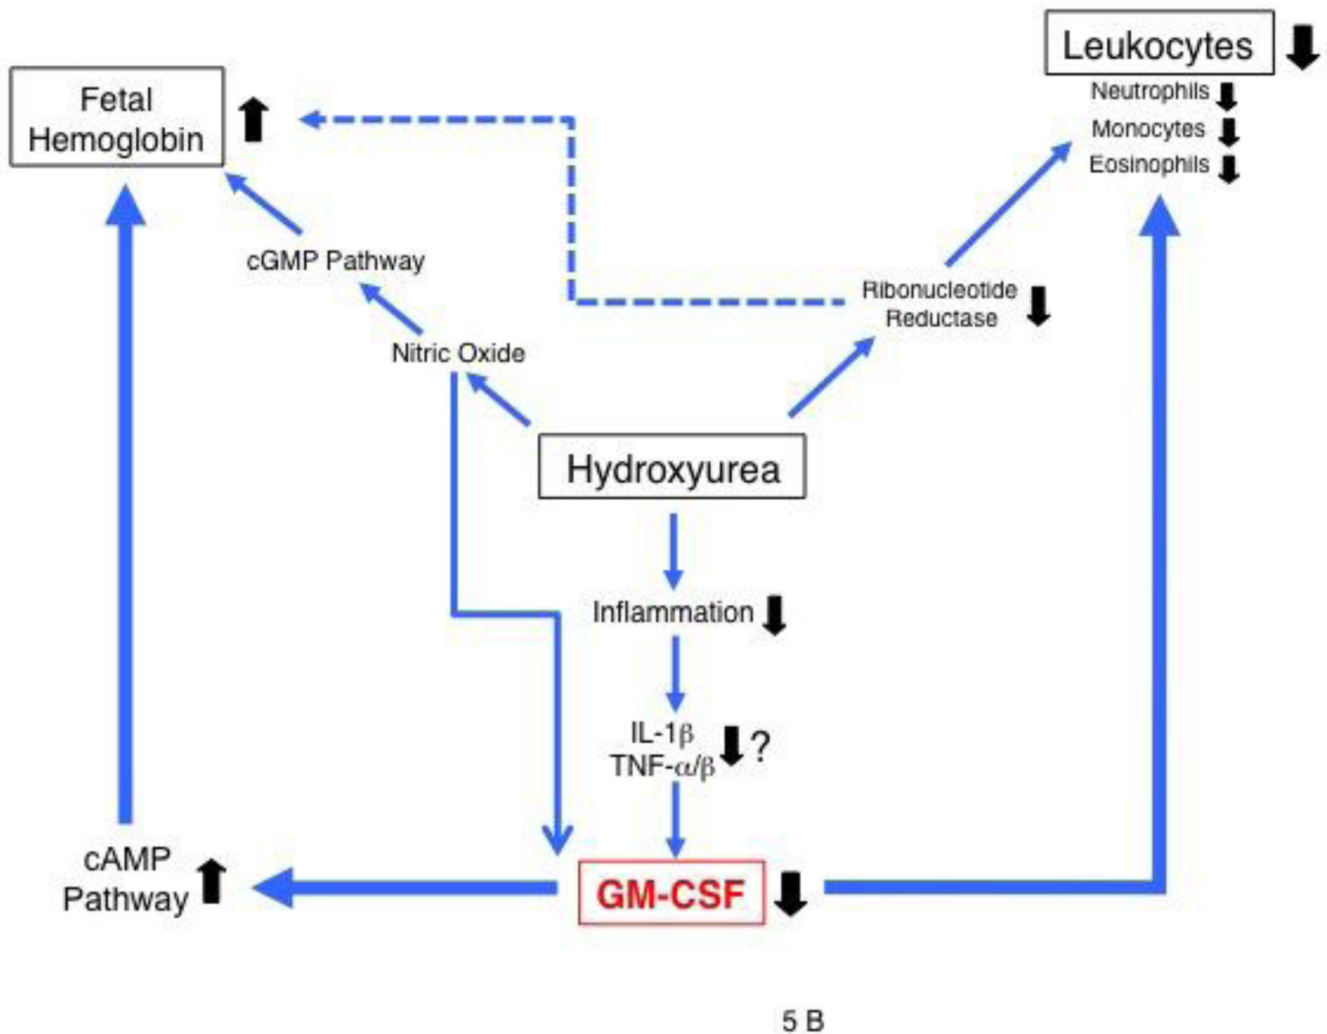 Leukocytes
Neutrophils
Monocytes
Eosinophils
Fetal
Hemoglobin
cGMP Pathway
Nitric Oxide
Ribonucleotide
Reductase
Hydroxyurea
Inflammation
IL-1β
TNF-α/β ?
cAMP
Pathway
GM-CSF
5 B